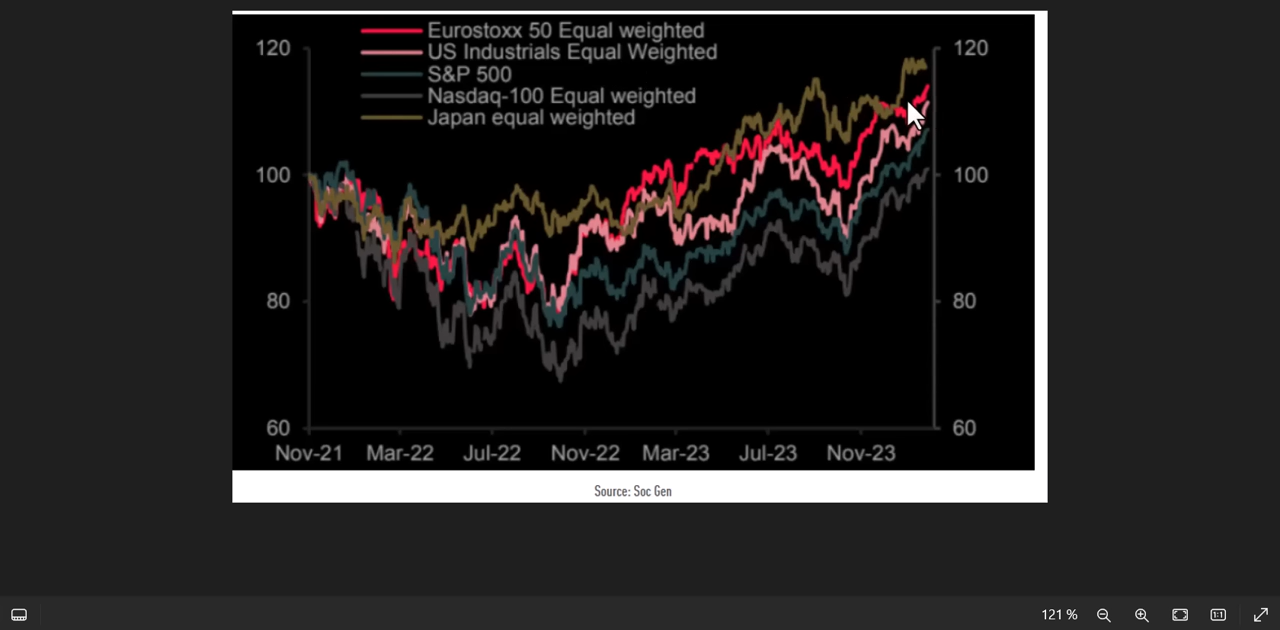 Eurostoxx 50 Equal weighted
US Industrials Equal Weighted
S&P 500
Nasdaq-100 Equal weighted
Japan equal weighted
120 120
100 100
80 80
60 60
Nov-21 Mar-22 Jul-22 Nov-22 Mar-23 Jul-23 Nov-23
Source: Soc Gen
121 % 1:1